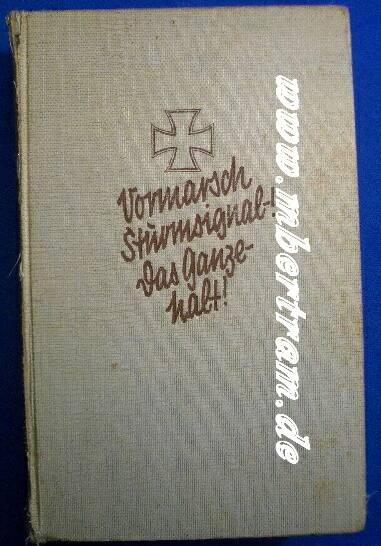 Vormarsch
Sturmsignal-!
Das Ganze-
halt!
www.mbertram.de